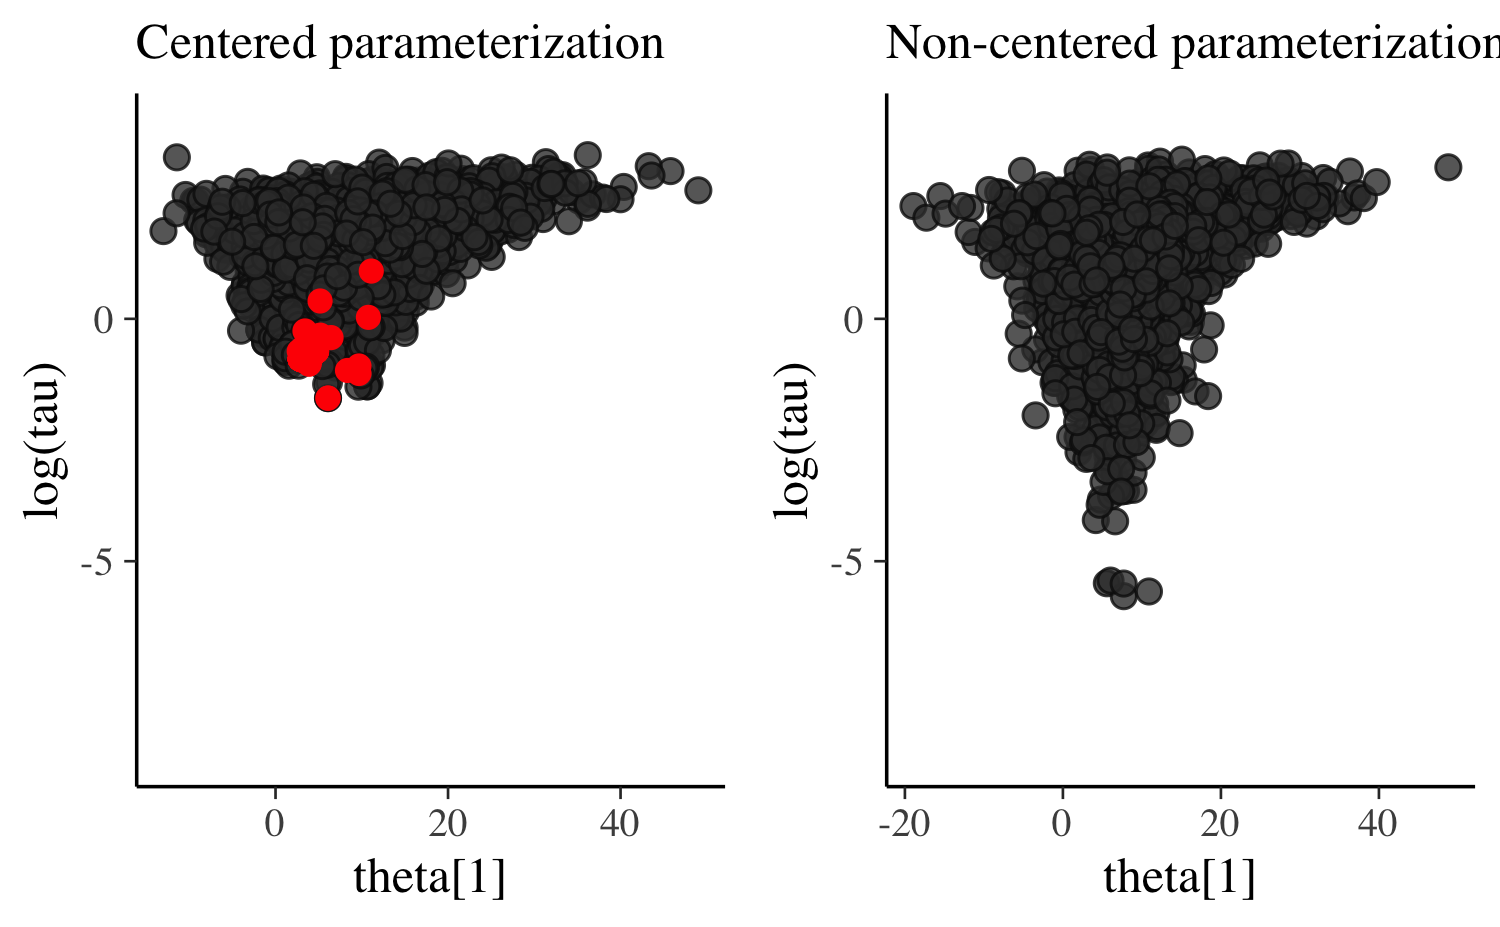 Centered parameterization
0
-5
log(tau)
0
20
40
theta[1]
Non-centered parameterization
0
-5
log(tau)
-20
0
20
40
theta[1]